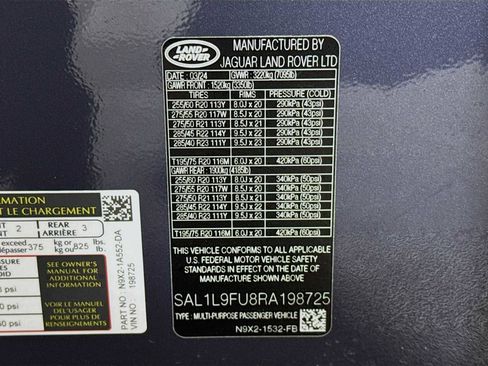 LAND ROVER
MANUFACTURED BY
JAGUAR LAND ROVER LTD
DATE : 03/24 GVWR : 3220kg (7095lb)
GAWR FRONT : 1520kg (3350lb)
TIRES RIMS PRESSURE (COLD)
255/60 R20 113Y 8.0J x 20 290kPa (43psi)
275/55 R20 117W 8.0J x 20 290kPa (43psi)
275/50 R21 113Y 8.5J x 21 290kPa (43psi)
285/45 R22 114Y 9.5J x 22 290kPa (43psi)
285/40 R23 111Y 9.5J x 23 290kPa (43psi)
T195/75 R20 116M 6.0J x 20 420kPa (60psi)
GAWR REAR : 1900kg (4185lb)
255/60 R20 113Y 8.0J x 20 340kPa (50psi)
275/55 R20 117W 8.0J x 20 340kPa (50psi)
275/50 R21 113Y 8.5J x 21 340kPa (50psi)
285/45 R22 114Y 9.5J x 22 340kPa (50psi)
285/40 R23 111Y 9.5J x 23 340kPa (50psi)
T195/75 R20 116M 6.0J x 20 420kPa (60psi)
THIS VEHICLE CONFORMS TO ALL APPLICABLE
U.S. FEDERAL MOTOR VEHICLE SAFETY
STANDARDS IN EFFECT ON THE DATE OF
MANUFACTURE SHOWN ABOVE
SAL1L9FU8RA198725
TYPE : MULTI-PURPOSE PASSENGER VEHICLE
N9X2-1532-FB
LE CHARGEMENT
2 REAR ARRIÈRE 3
exceed
dépasser 375 kg or kg ou 825 lbs. lb.
SEE OWNER'S
MANUAL FOR
ADDITIONAL
INFORMATION
VOIR LE MANUEL
DE L'USAGER
POUR PLUS DE
RENSEIGNEMENTS
PART NO: N9X2-1A552-DA
VIN NO: 198725